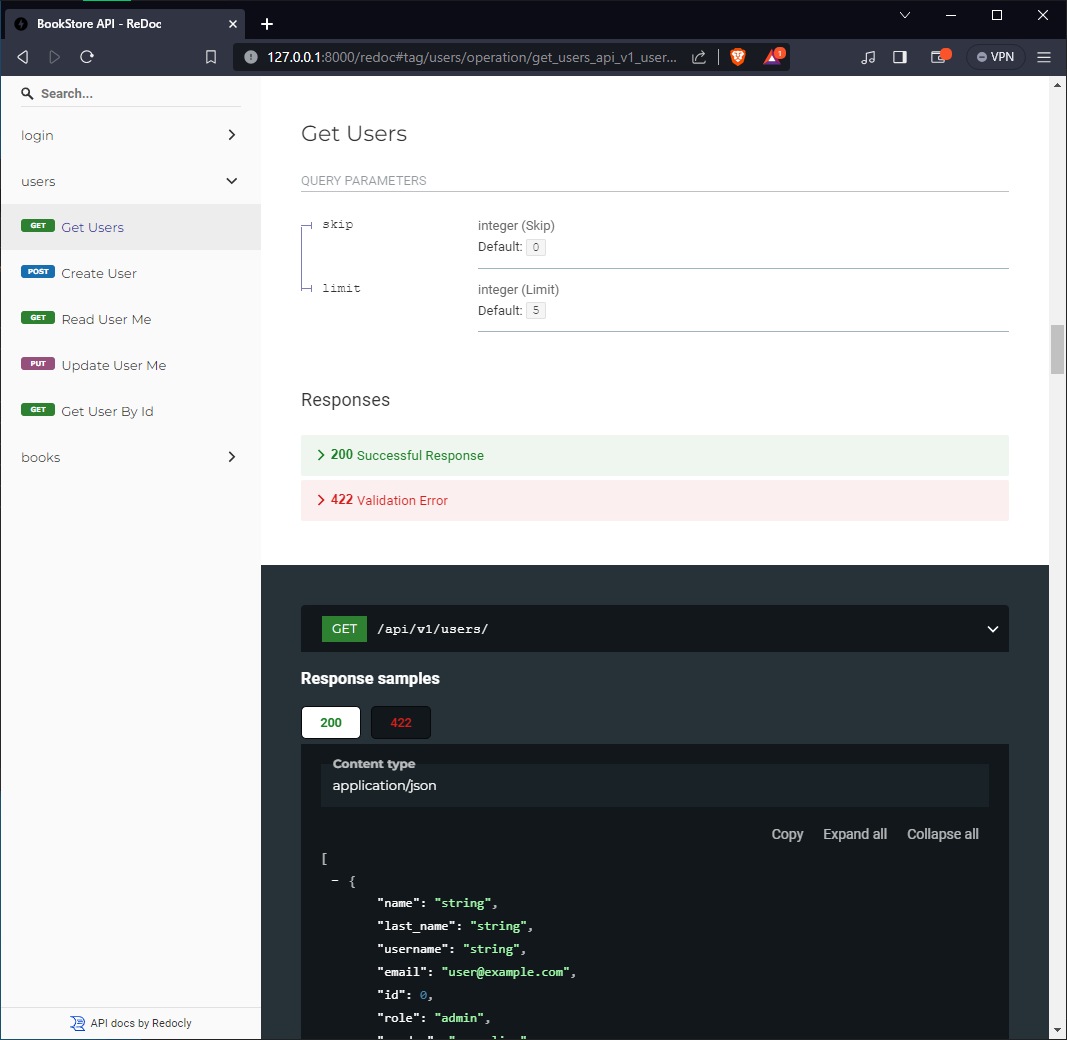 BookStore API - ReDoc
127.0.0.1:8000/redoc#tag/users/operation/get_users_api_v1_user...
1
VPN
Search...
login
users
GET Get Users
POST Create User
GET Read User Me
PUT Update User Me
GET Get User By Id
books
API docs by Redocly
Get Users
QUERY PARAMETERS
skip
integer (Skip)
Default: 0
limit
integer (Limit)
Default: 5
Responses
200 Successful Response
422 Validation Error
GET /api/v1/users/
Response samples
200 422
Content type
application/json
Copy Expand all Collapse all
[
− {
"name": "string",
"last_name": "string",
"username": "string",
"email": "user@example.com",
"id": 0,
"role": "admin",